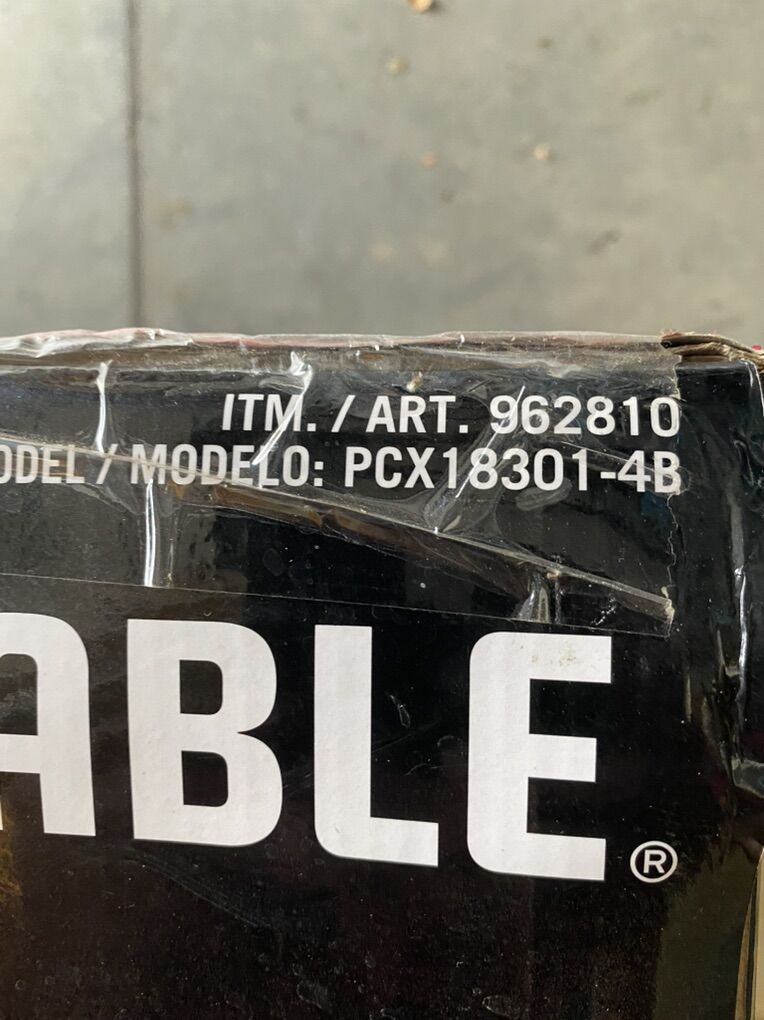 ITM. / ART. 962810
ODEL / MODELO: PCX18301-4B
ABLE®